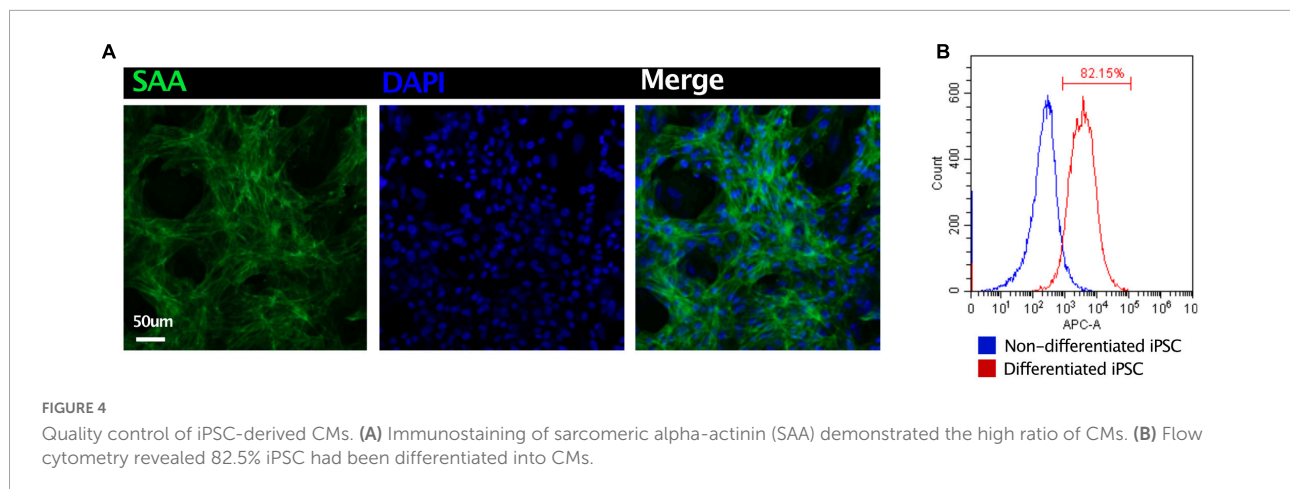 A
SAA DAPI Merge
50um
B
82.15%
600
400
200
0
Count
0 10¹ 10² 10³ 10⁴ 10⁵ 10⁶ 10
APC-A
Non-differentiated iPSC
Differentiated iPSC
FIGURE 4
Quality control of iPSC-derived CMs. (A) Immunostaining of sarcomeric alpha-actinin (SAA) demonstrated the high ratio of CMs. (B) Flow
cytometry revealed 82.5% iPSC had been differentiated into CMs.